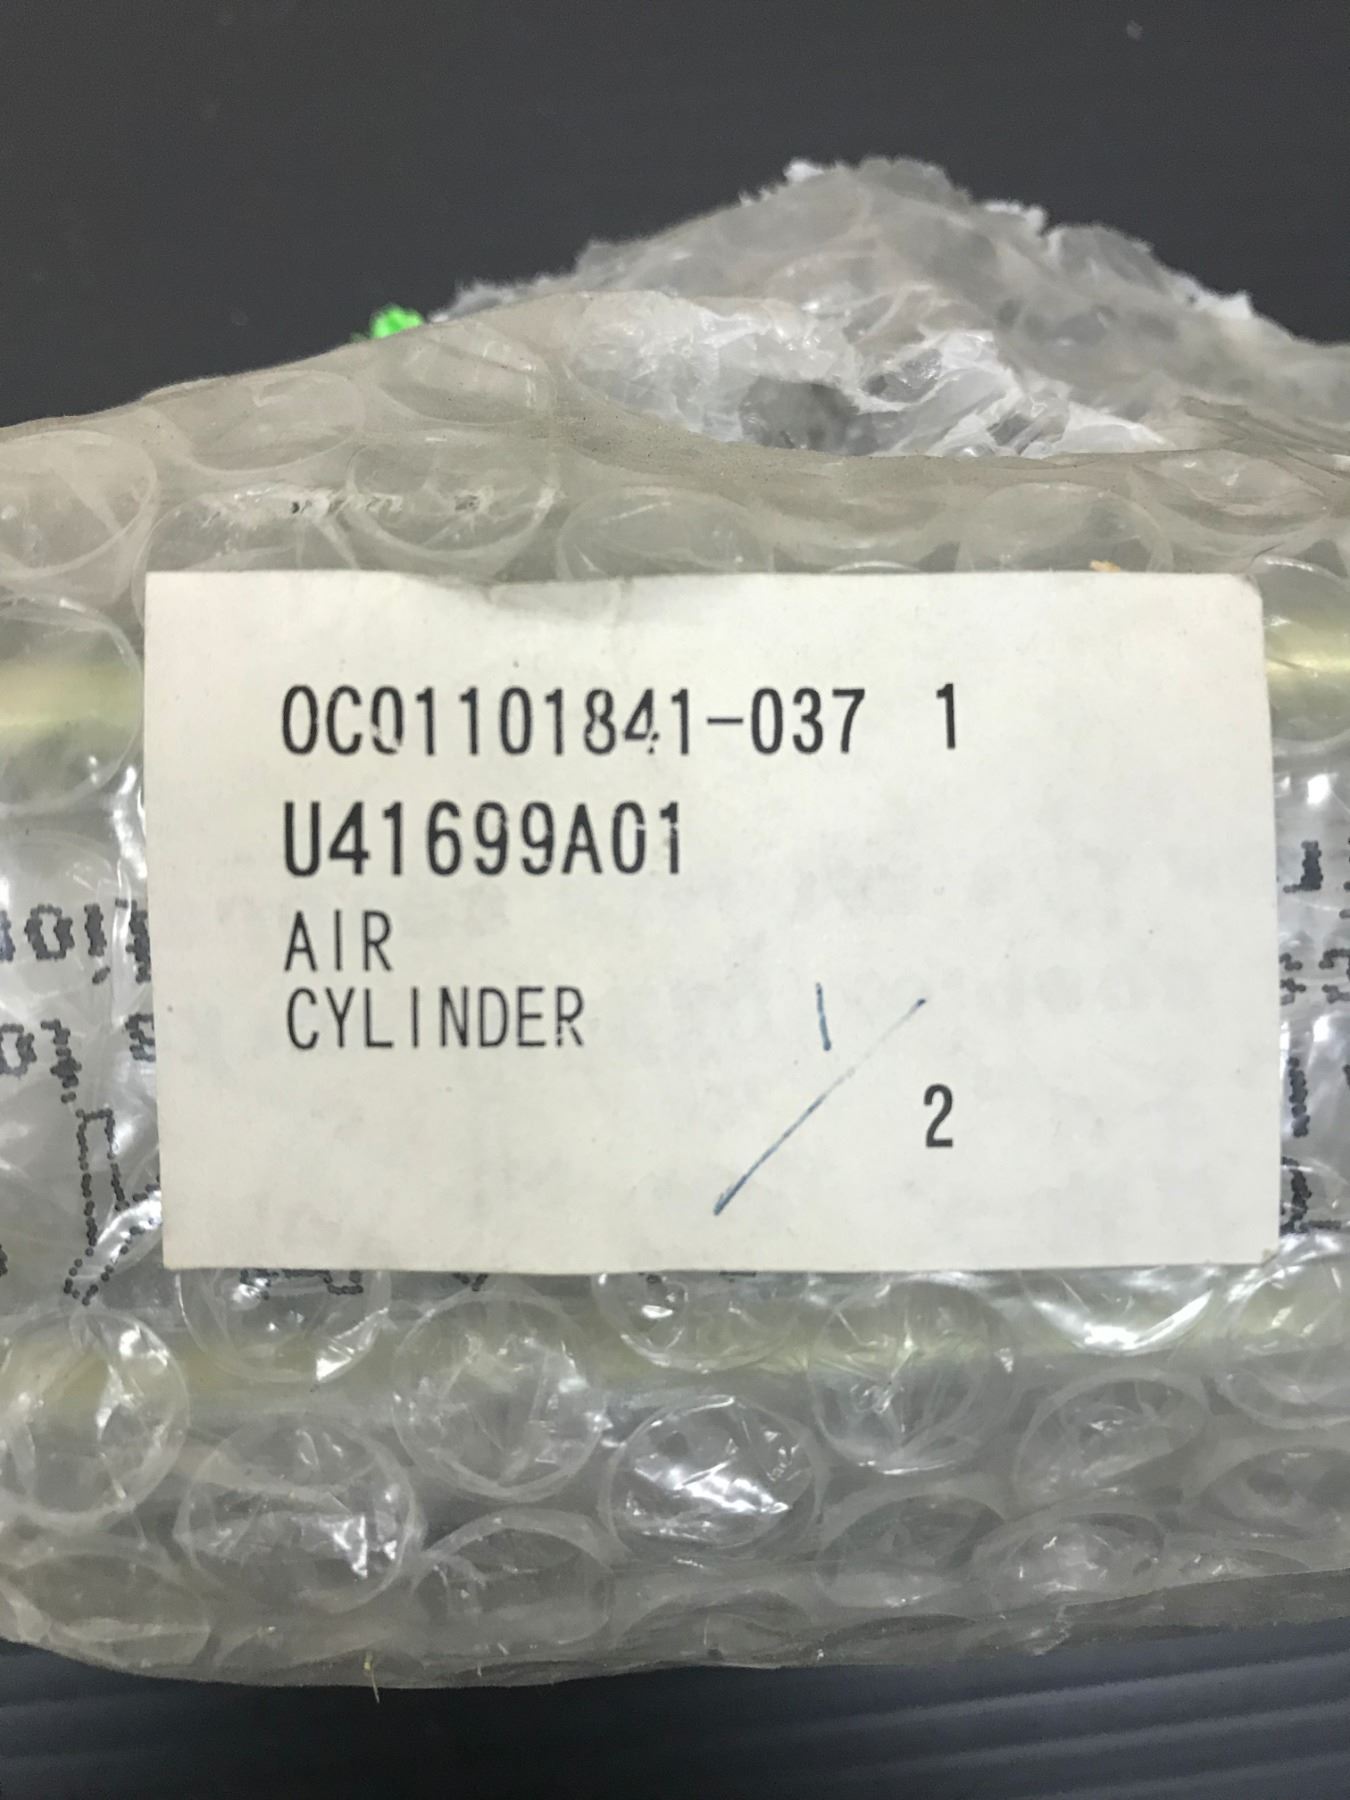 0C01101841-037 1
U41699A01
AIR
CYLINDER
1/
2